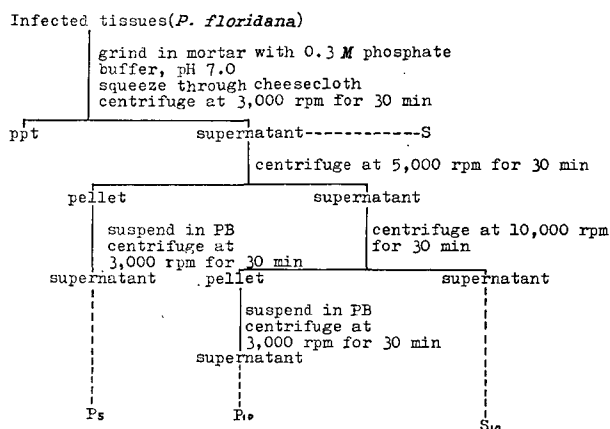 Infected tissues(P. floridana)
grind in mortar with 0.3 M phosphate
buffer, pH 7.0
squeeze through cheesecloth
centrifuge at 3,000 rpm for 30 min
ppt supernatant------------S
centrifuge at 5,000 rpm for 30 min
pellet supernatant
suspend in PB
centrifuge at
3,000 rpm for 30 min
centrifuge at 10,000 rpm
for 30 min
supernatant pellet supernatant
suspend in PB
centrifuge at
3,000 rpm for 30 min
supernatant
P5 P10 S10